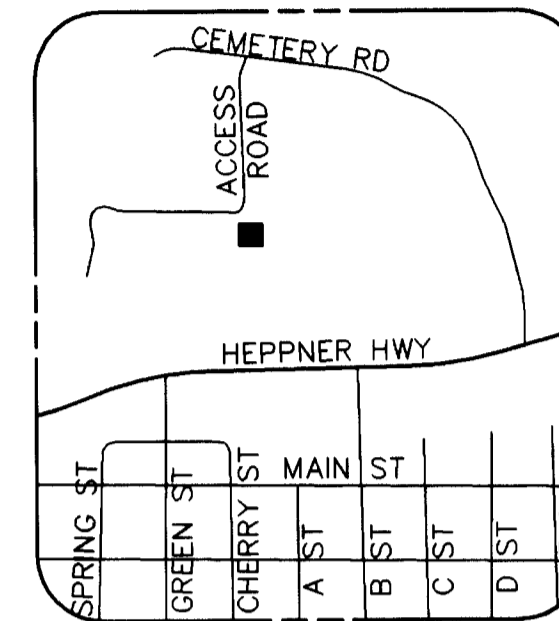 CEMETERY RD
ACCESS
ROAD
HEPPNER HWY
MAIN ST
SPRING ST
GREEN ST
CHERRY ST
A ST
B ST
C ST
D ST